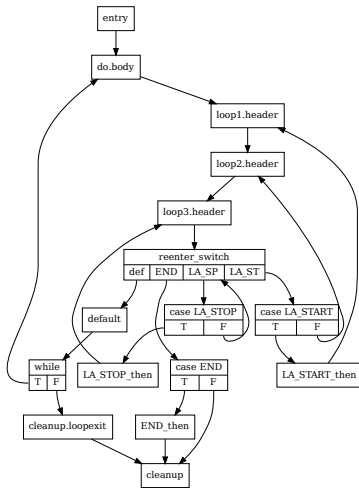 entry
do.body
loop1.header
loop2.header
loop3.header
reenter_switch
def END LA_SP LA_ST
case LA_STOP
T F
case LA_START
T F
default
while
T F
LA_STOP_then
case END
T F
LA_START_then
cleanup.loopexit
END_then
cleanup